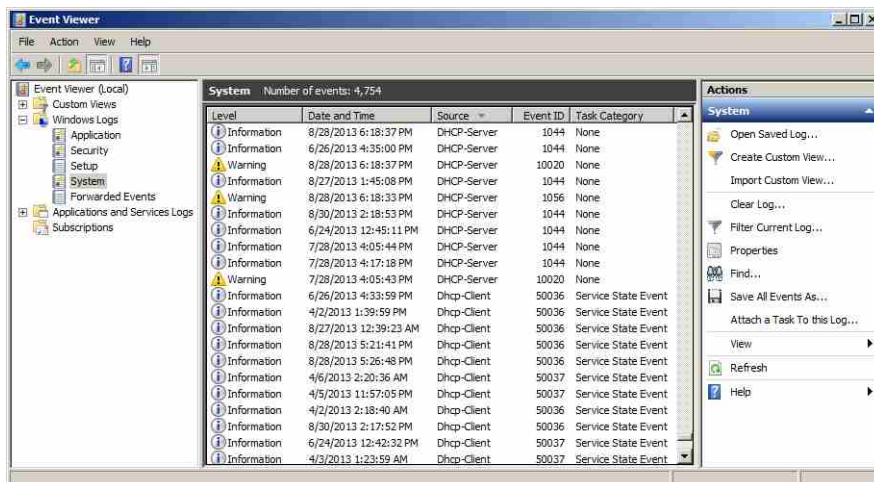 Event Viewer
File Action View Help
Event Viewer (Local)
Custom Views
Windows Logs
Application
Security
Setup
System
Forwarded Events
Applications and Services Logs
Subscriptions
System Number of events: 4,754
Level Date and Time Source Event ID Task Category
Information 8/28/2013 6:18:37 PM DHCP-Server 1044 None
Information 6/26/2013 4:35:00 PM DHCP-Server 1044 None
Warning 8/28/2013 6:18:37 PM DHCP-Server 10020 None
Information 8/27/2013 1:45:08 PM DHCP-Server 1044 None
Warning 8/28/2013 6:18:33 PM DHCP-Server 1056 None
Information 8/30/2013 2:18:53 PM DHCP-Server 1044 None
Information 6/24/2013 12:45:11 PM DHCP-Server 1044 None
Information 7/28/2013 4:05:44 PM DHCP-Server 1044 None
Information 7/28/2013 4:17:18 PM DHCP-Server 1044 None
Warning 7/28/2013 4:05:43 PM DHCP-Server 10020 None
Information 6/26/2013 4:33:59 PM Dhcp-Client 50036 Service State Event
Information 4/2/2013 1:39:59 PM Dhcp-Client 50036 Service State Event
Information 8/27/2013 12:39:23 AM Dhcp-Client 50036 Service State Event
Information 8/28/2013 5:21:41 PM Dhcp-Client 50036 Service State Event
Information 8/28/2013 5:26:48 PM Dhcp-Client 50036 Service State Event
Information 4/6/2013 2:20:36 AM Dhcp-Client 50037 Service State Event
Information 4/5/2013 11:57:05 PM Dhcp-Client 50037 Service State Event
Information 4/2/2013 2:18:40 AM Dhcp-Client 50036 Service State Event
Information 8/30/2013 2:17:52 PM Dhcp-Client 50036 Service State Event
Information 6/24/2013 12:42:32 PM Dhcp-Client 50037 Service State Event
Information 4/3/2013 1:23:59 AM Dhcp-Client 50037 Service State Event
Actions
System
Open Saved Log...
Create Custom View...
Import Custom View...
Clear Log...
Filter Current Log...
Properties
Find...
Save All Events As...
Attach a Task To this Log...
View
Refresh
Help